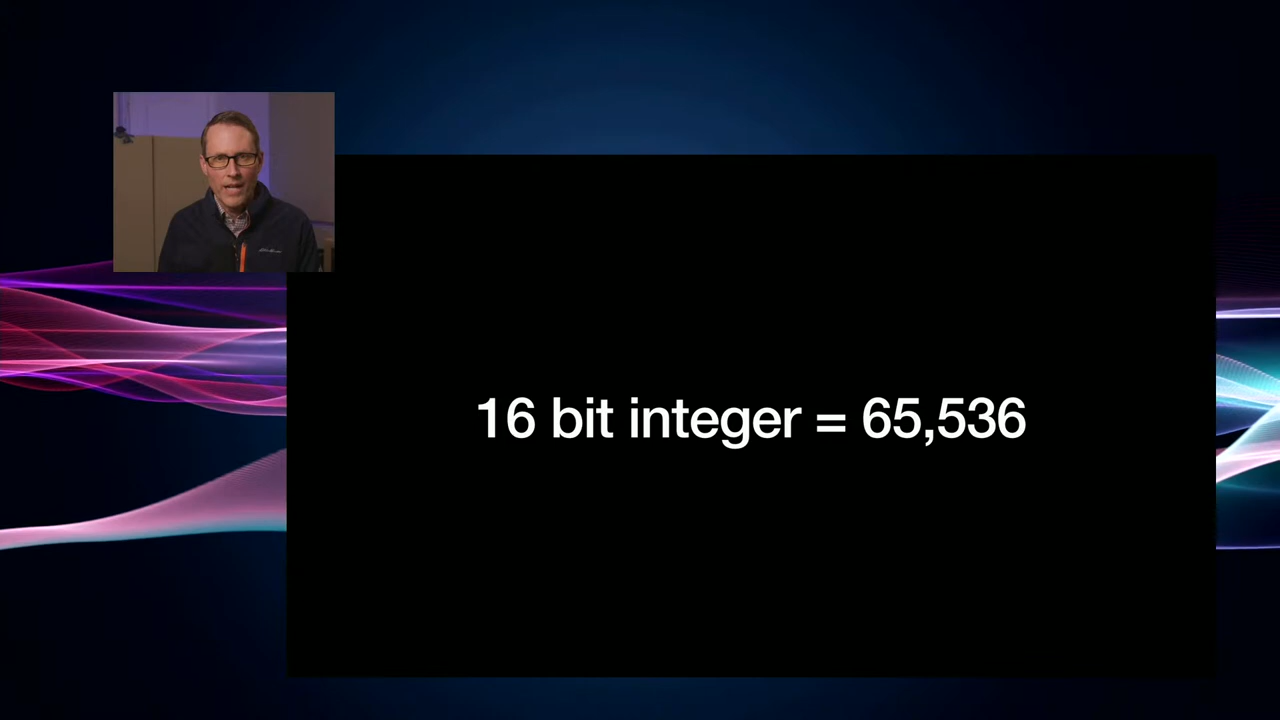 16 bit integer = 65,536